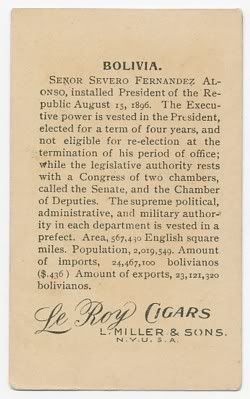 BOLIVIA.
SEÑOR SEVERO FERNANDEZ AL-
ONSO, installed President of the Re-
public August 15, 1896. The Execu-
tive power is vested in the President,
elected for a term of four years, and
not eligible for re-election at the
termination of his period of office;
while the legislative authority rests
with a Congress of two chambers,
called the Senate, and the Chamber
of Deputies. The supreme political,
administrative, and military author-
ity in each department is vested in a
prefect. Area, 567,430 English square
miles. Population, 2,019,549. Amount
of imports, 24,467,100 bolivianos
($.436) Amount of exports, 23,121,320
bolivianos.
Le Roy CIGARS
L. MILLER & SONS.
N.Y. U.S.A.